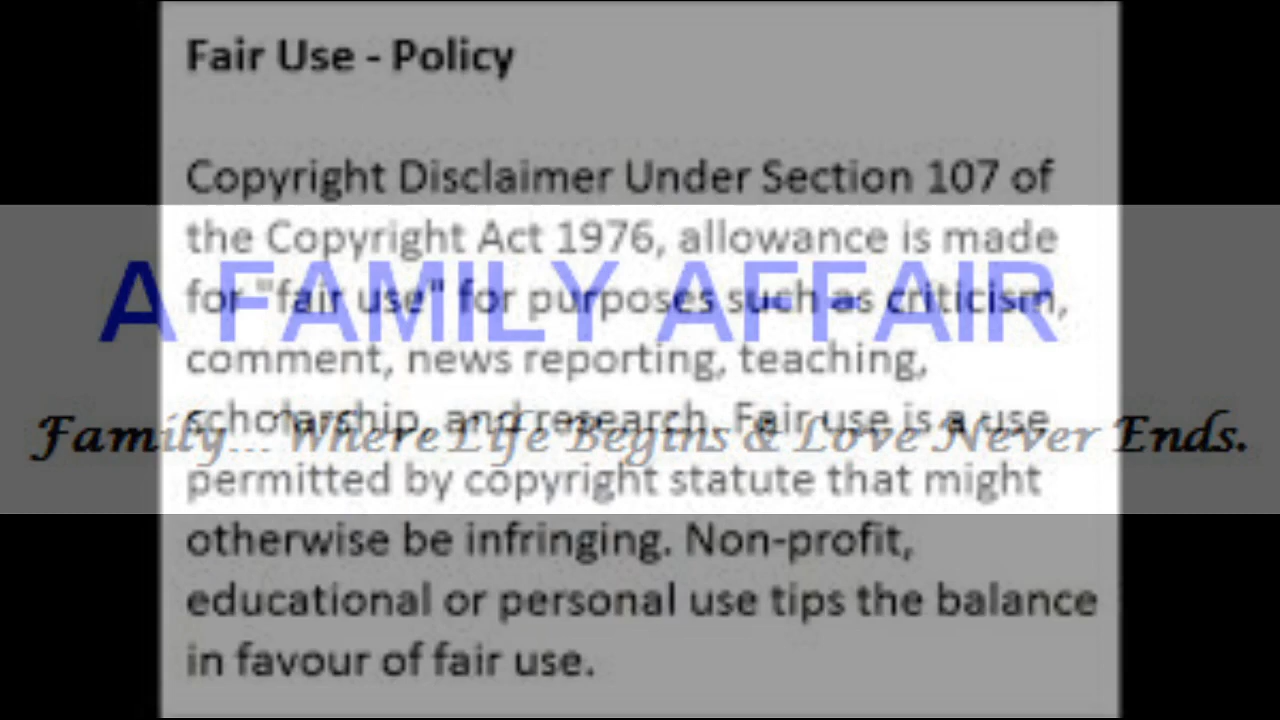 Fair Use - Policy
Copyright Disclaimer Under Section 107 of
the Copyright Act 1976, allowance is made
A FAMILY AFFAIR
for "fair use" for purposes such as criticism,
comment, news reporting, teaching,
scholarship, and research. Fair use is a use
Family... Where Life Begins & Love Never Ends.
permitted by copyright statute that might
otherwise be infringing. Non-profit,
educational or personal use tips the balance
in favour of fair use.